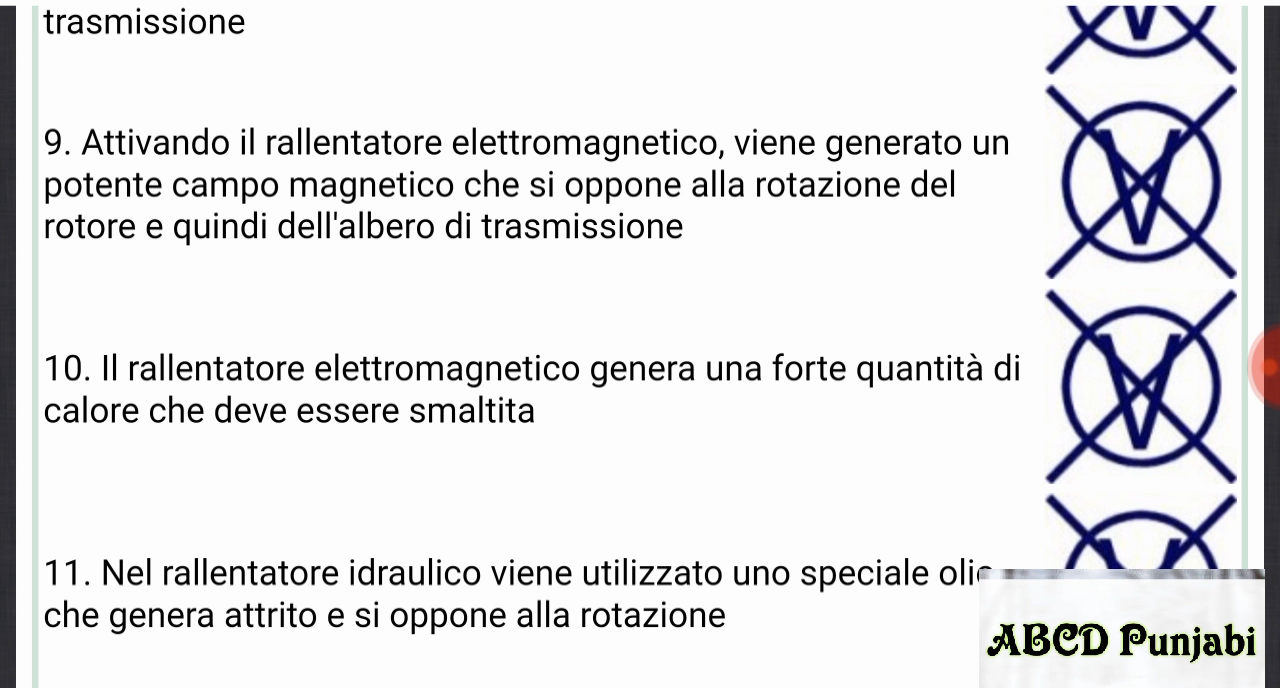 trasmissione
V
9. Attivando il rallentatore elettromagnetico, viene generato un
potente campo magnetico che si oppone alla rotazione del
rotore e quindi dell'albero di trasmissione
V
10. Il rallentatore elettromagnetico genera una forte quantità di
calore che deve essere smaltita
V
11. Nel rallentatore idraulico viene utilizzato uno speciale olio
che genera attrito e si oppone alla rotazione
V
ABCD Punjabi